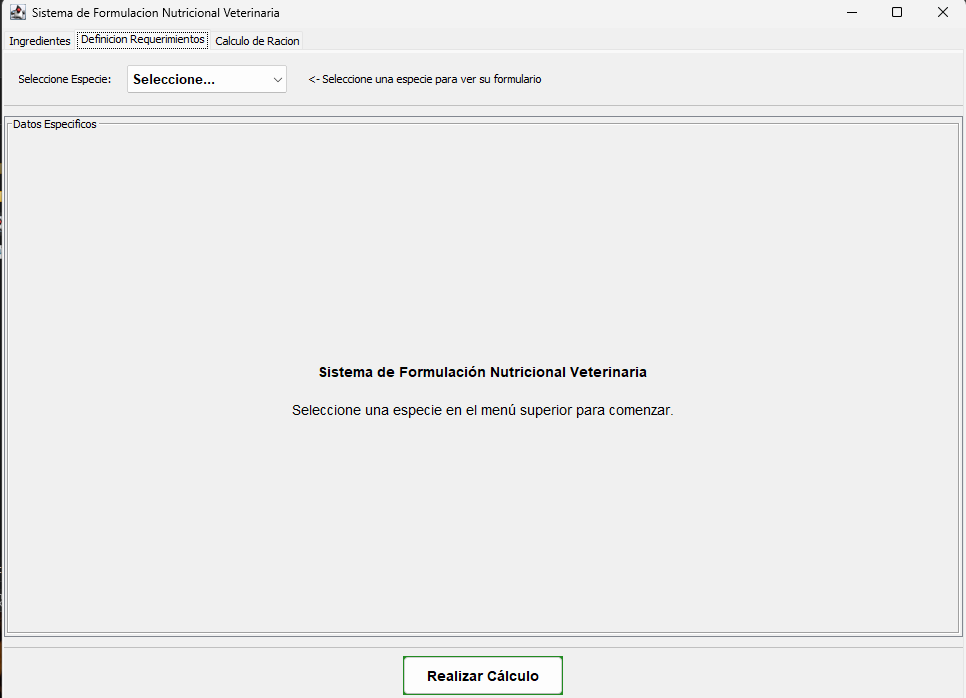 Sistema de Formulacion Nutricional Veterinaria
Ingredientes Definicion Requerimientos Calculo de Racion
Seleccione Especie: Seleccione... <- Seleccione una especie para ver su formulario
Datos Especificos
Sistema de Formulación Nutricional Veterinaria
Seleccione una especie en el menú superior para comenzar.
Realizar Cálculo